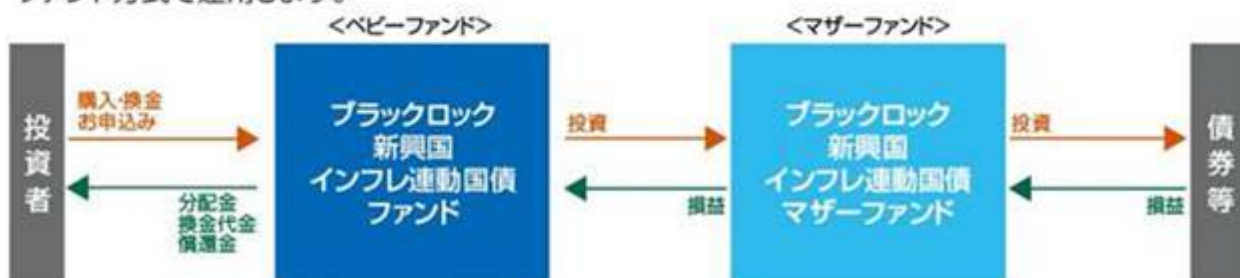 <ベビーファンド>
<マザーファンド>
投資者
購入・換金
お申込み
分配金
換金代金
償還金
ブラックロック
新興国
インフレ連動国債
ファンド
投資
損益
ブラックロック
新興国
インフレ連動国債
マザーファンド
投資
損益
債券等